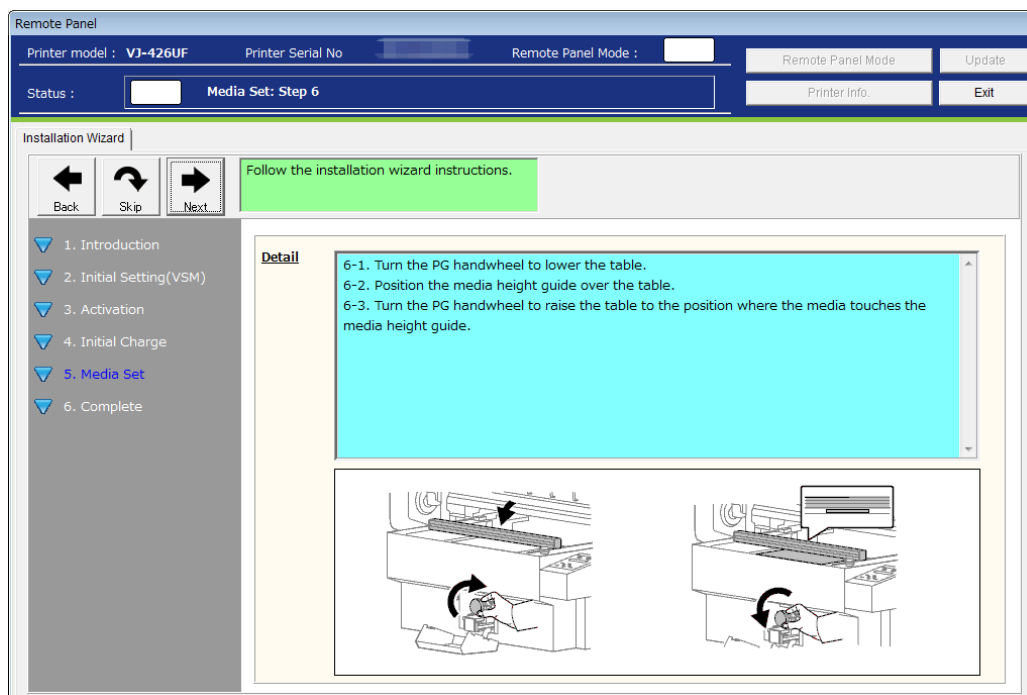 Remote Panel
Printer model : VJ-426UF Printer Serial No Remote Panel Mode :
Remote Panel Mode Update
Status : Media Set: Step 6
Printer Info. Exit
Installation Wizard
Back Skip Next
Follow the installation wizard instructions.
1. Introduction
2. Initial Setting(VSM)
3. Activation
4. Initial Charge
5. Media Set
6. Complete
Detail
6-1. Turn the PG handwheel to lower the table.
6-2. Position the media height guide over the table.
6-3. Turn the PG handwheel to raise the table to the position where the media touches the
media height guide.